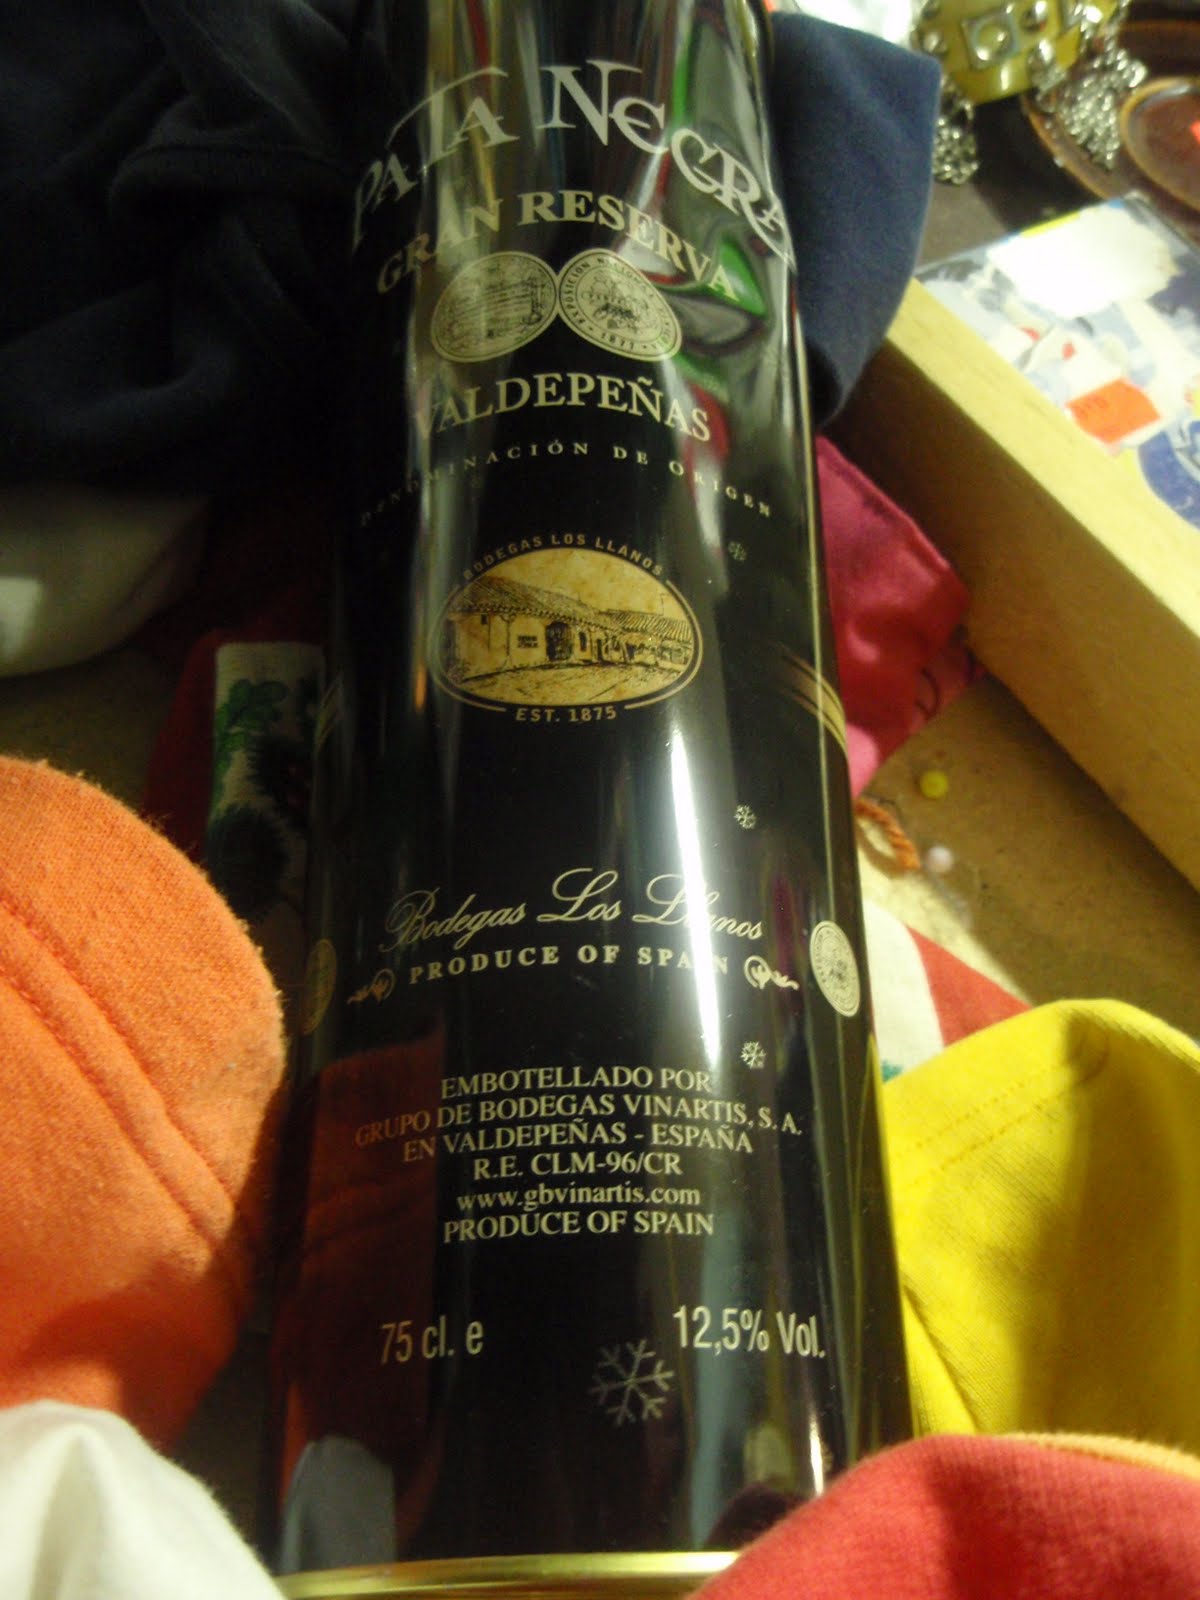 PATA NEGRA
GRAN RESERVA
VALDEPEÑAS
DENOMINACIÓN DE ORIGEN
BODEGAS LOS LLANOS
EST. 1875
Bodegas Los Llanos
PRODUCE OF SPAIN
EMBOTELLADO POR
GRUPO DE BODEGAS VINARTIS, S.A.
EN VALDEPEÑAS - ESPAÑA
R.E. CLM-96/CR
www.gbvinartis.com
PRODUCE OF SPAIN
75 cl. e
12,5% Vol.